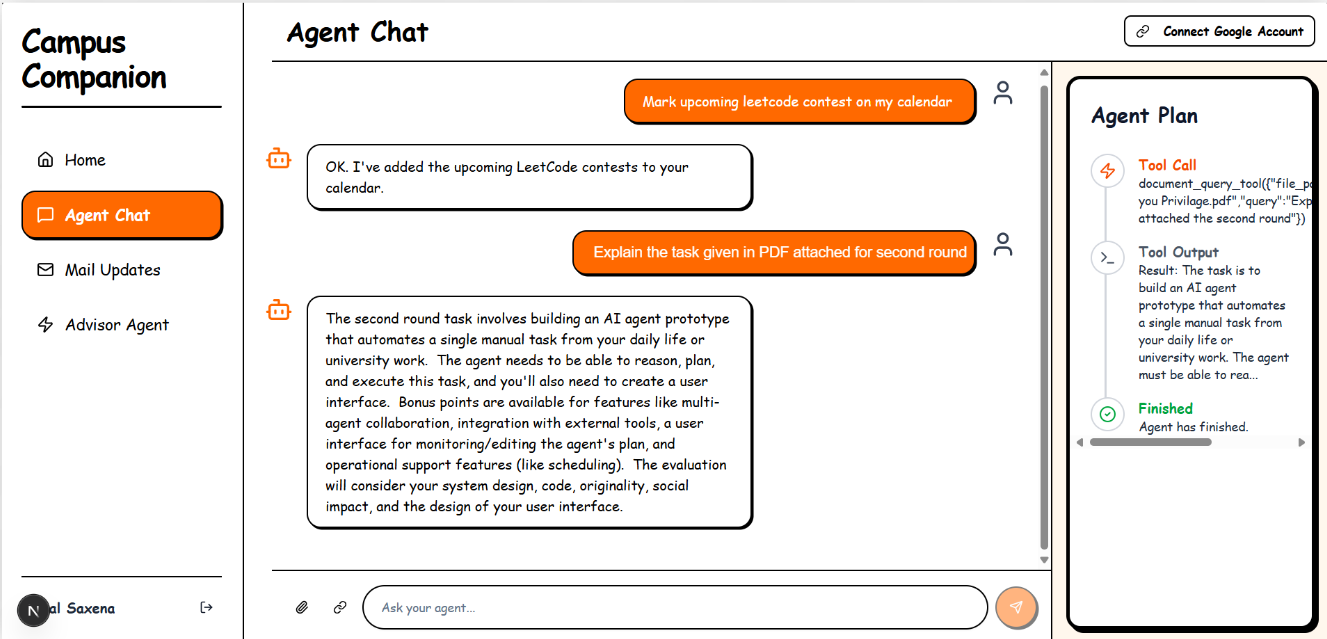 Campus
Companion
Home
Agent Chat
Mail Updates
Advisor Agent
N
al Saxena
Agent Chat
Connect Google Account
Mark upcoming leetcode contest on my calendar
OK. I've added the upcoming LeetCode contests to your
calendar.
Explain the task given in PDF attached for second round
The second round task involves building an AI agent prototype
that automates a single manual task from your daily life or
university work.  The agent needs to be able to reason, plan,
and execute this task, and you'll also need to create a user
interface.  Bonus points are available for features like multi-
agent collaboration, integration with external tools, a user
interface for monitoring/editing the agent's plan, and
operational support features (like scheduling).  The evaluation
will consider your system design, code, originality, social
impact, and the design of your user interface.
Ask your agent...
Agent Plan
Tool Call
document_query_tool({"file_pa
you Privilage.pdf","query":"Exp
attached the second round"})
Tool Output
Result: The task is to
build an AI agent
prototype that automates
a single manual task from
your daily life or
university work. The agent
must be able to rea...
Finished
Agent has finished.